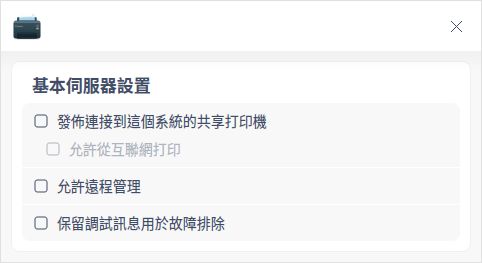 基本伺服器設置
發佈連接到這個系統的共享打印機
允許從互聯網打印
允許遠程管理
保留調試訊息用於故障排除